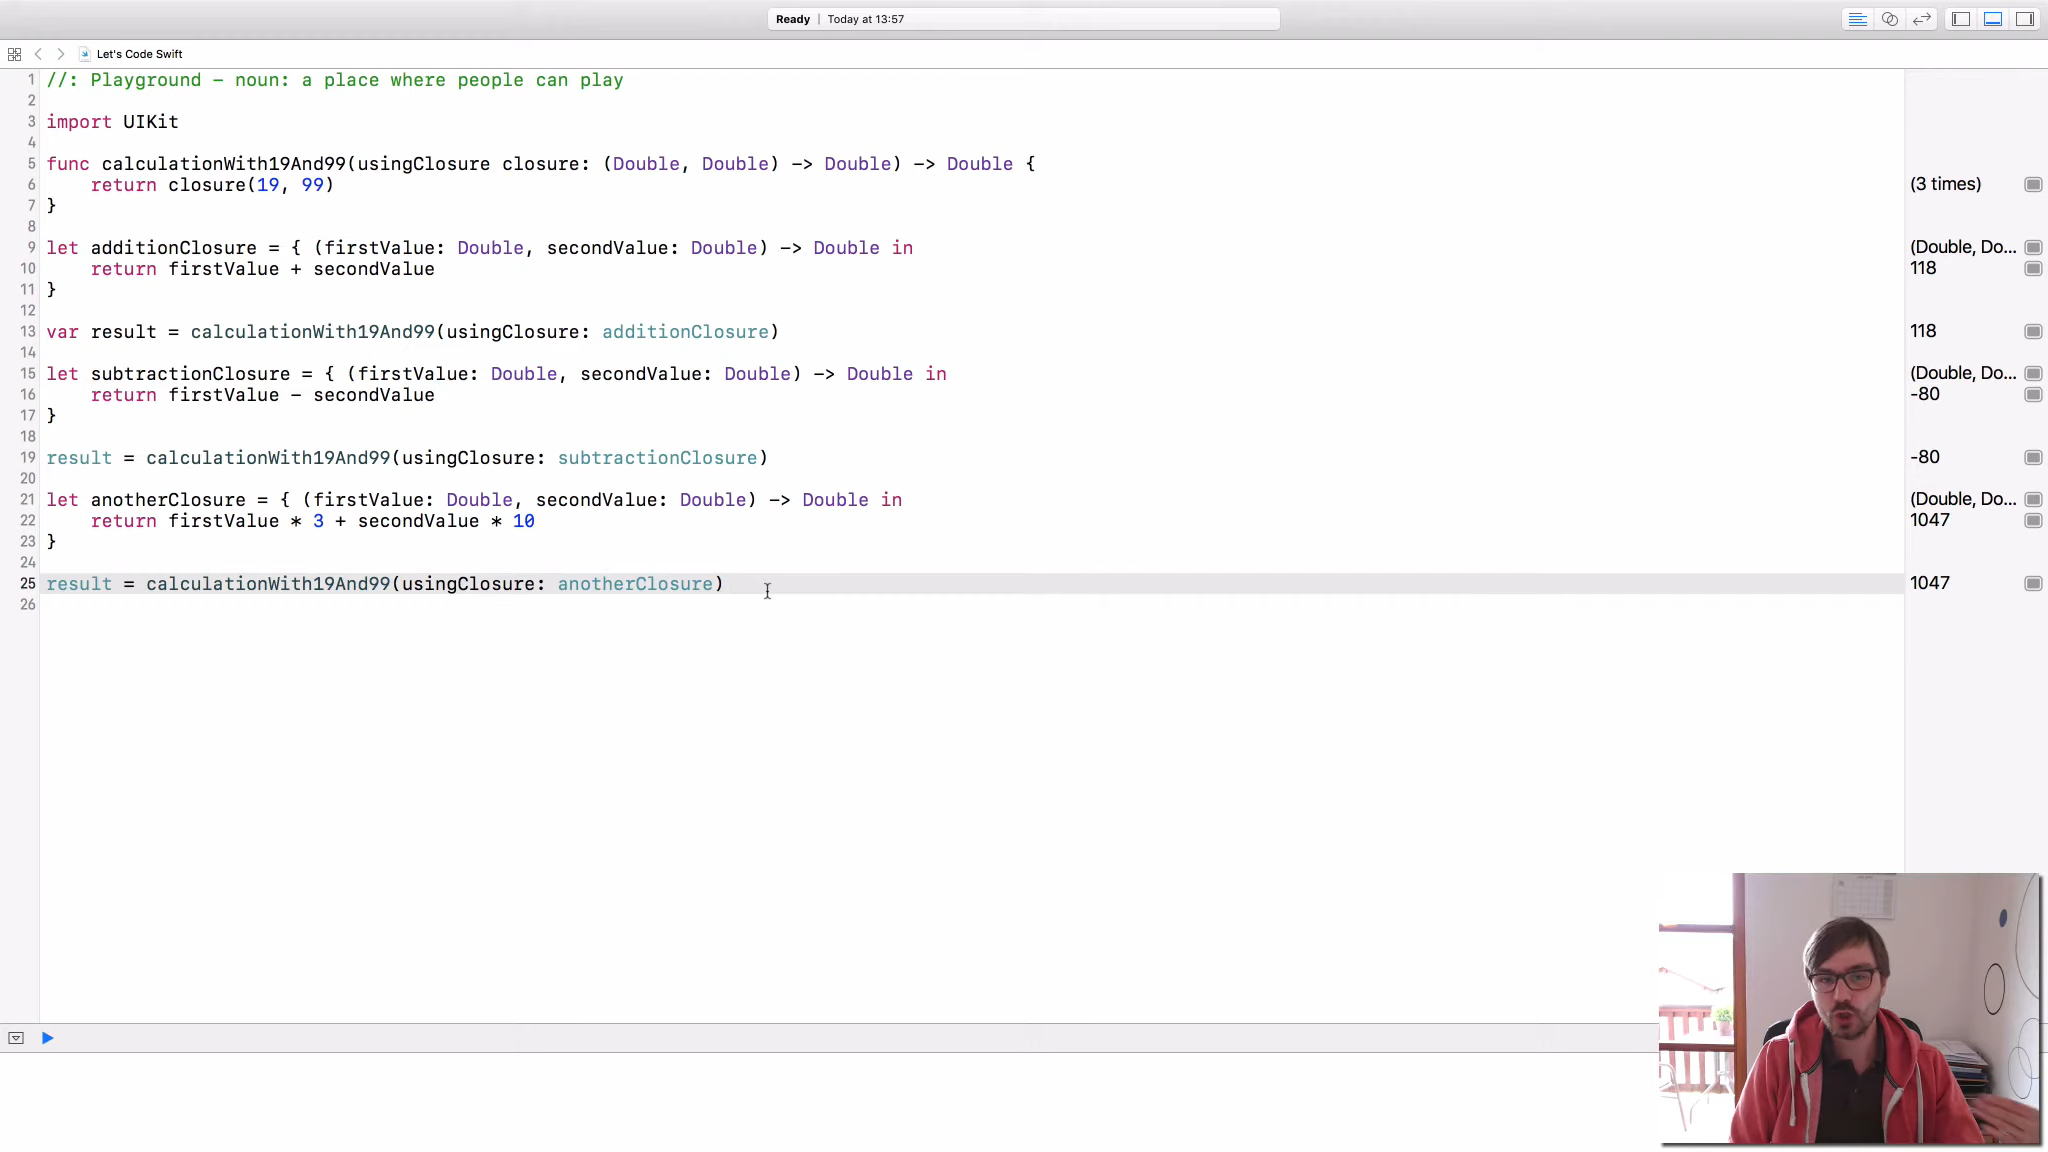 Ready | Today at 13:57
Let's Code Swift
1 //: Playground – noun: a place where people can play
2
3 import UIKit
4
5 func calculationWith19And99(usingClosure closure: (Double, Double) -> Double) -> Double {
6 return closure(19, 99) (3 times)
7 }
8
9 let additionClosure = { (firstValue: Double, secondValue: Double) -> Double in (Double, Do...
10 return firstValue + secondValue 118
11 }
12
13 var result = calculationWith19And99(usingClosure: additionClosure) 118
14
15 let subtractionClosure = { (firstValue: Double, secondValue: Double) -> Double in (Double, Do...
16 return firstValue - secondValue -80
17 }
18
19 result = calculationWith19And99(usingClosure: subtractionClosure) -80
20
21 let anotherClosure = { (firstValue: Double, secondValue: Double) -> Double in (Double, Do...
22 return firstValue * 3 + secondValue * 10 1047
23 }
24
25 result = calculationWith19And99(usingClosure: anotherClosure) 1047
26